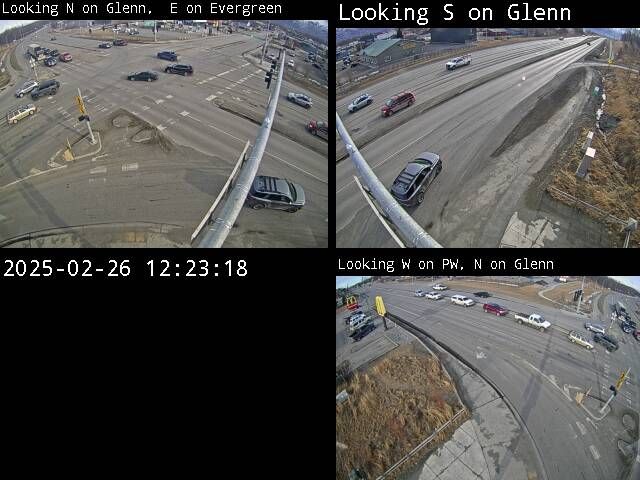 Looking N on Glenn, E on Evergreen
Looking S on Glenn
2025-02-26 12:23:18
Looking W on PW, N on Glenn